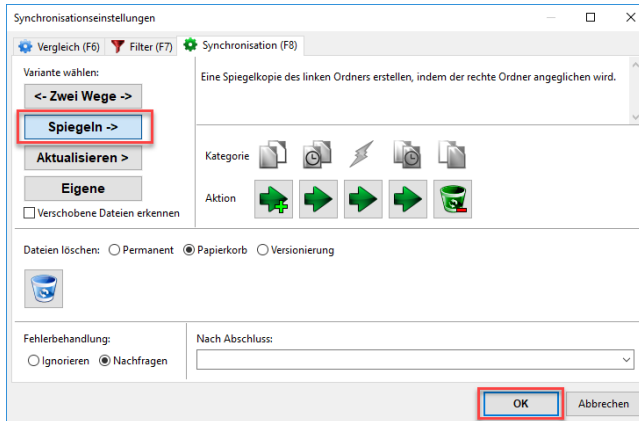 Synchronisationseinstellungen
Vergleich (F6) Filter (F7) Synchronisation (F8)
Variante wählen:
<- Zwei Wege ->
Spiegeln ->
Aktualisieren >
Eigene
Verschobene Dateien erkennen
Eine Spiegelkopie des linken Ordners erstellen, indem der rechte Ordner angeglichen wird.
Kategorie
Aktion
Dateien löschen: Permanent Papierkorb Versionierung
Fehlerbehandlung:
Ignorieren Nachfragen
Nach Abschluss:
OK Abbrechen